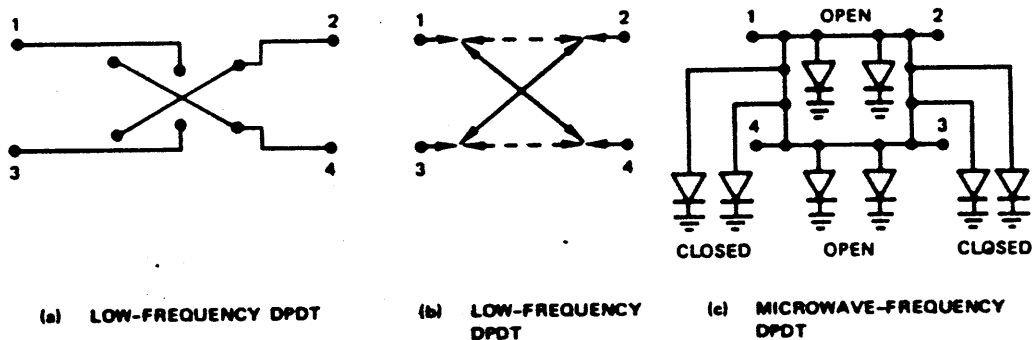 1 2
3 4
(a) LOW-FREQUENCY DPDT
1 2
3 4
(b) LOW-FREQUENCY
DPDT
OPEN
1 2
4 3
CLOSED OPEN CLOSED
(c) MICROWAVE-FREQUENCY
DPDT